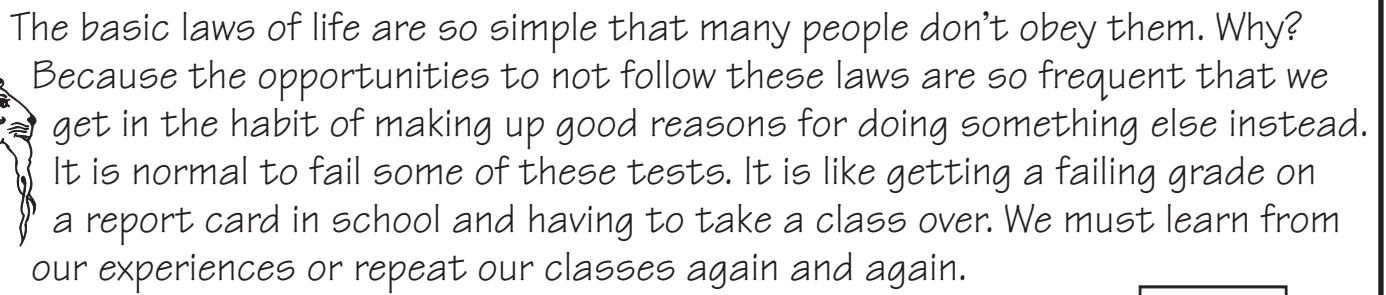 The basic laws of life are so simple that many people don't obey them. Why?
Because the opportunities to not follow these laws are so frequent that we
get in the habit of making up good reasons for doing something else instead.
It is normal to fail some of these tests. It is like getting a failing grade on
a report card in school and having to take a class over. We must learn from
our experiences or repeat our classes again and again.